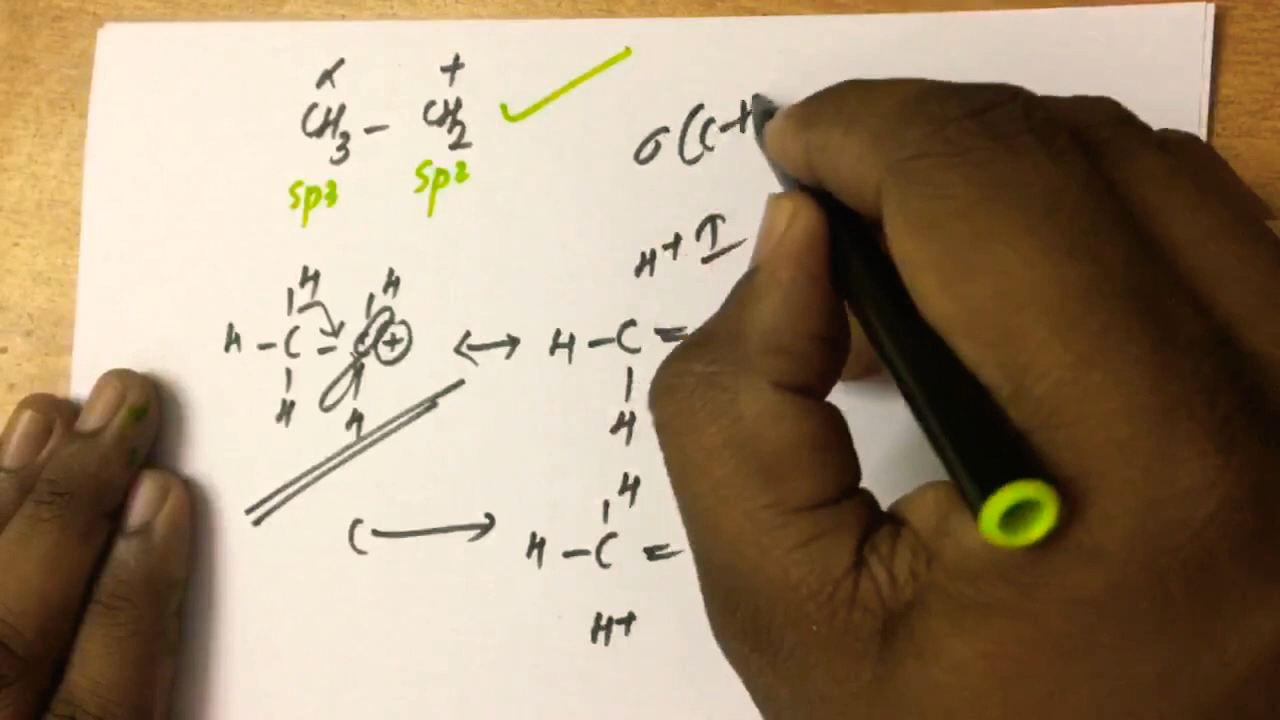 α +
CH3 – CH2
sp3 sp2
σ(C–H
H+ I
H H
H – C – C + ↔ H – C =
H H H
H
⟷ H – C =
H+